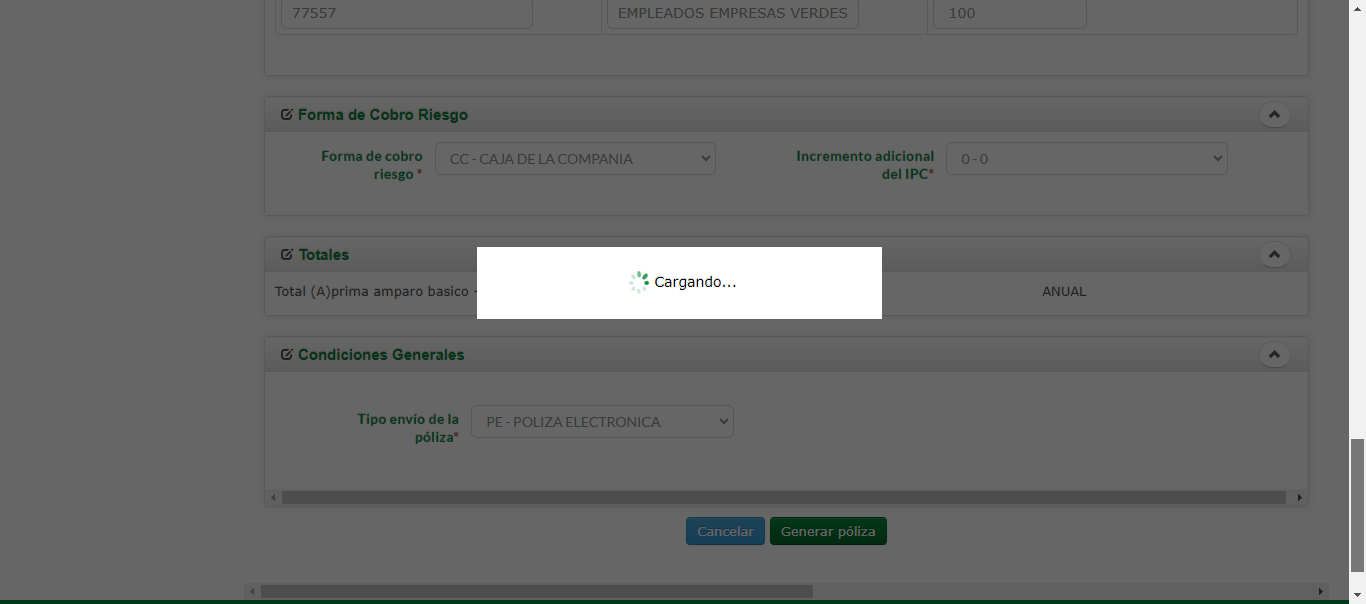 77557 EMPLEADOS EMPRESAS VERDES 100
Forma de Cobro Riesgo
Forma de cobro riesgo * CC - CAJA DE LA COMPANIA Incremento adicional del IPC* 0 - 0
Totales
Cargando...
Total (A)prima amparo basico - ANUAL
Condiciones Generales
Tipo envío de la póliza* PE - POLIZA ELECTRONICA
Cancelar Generar póliza